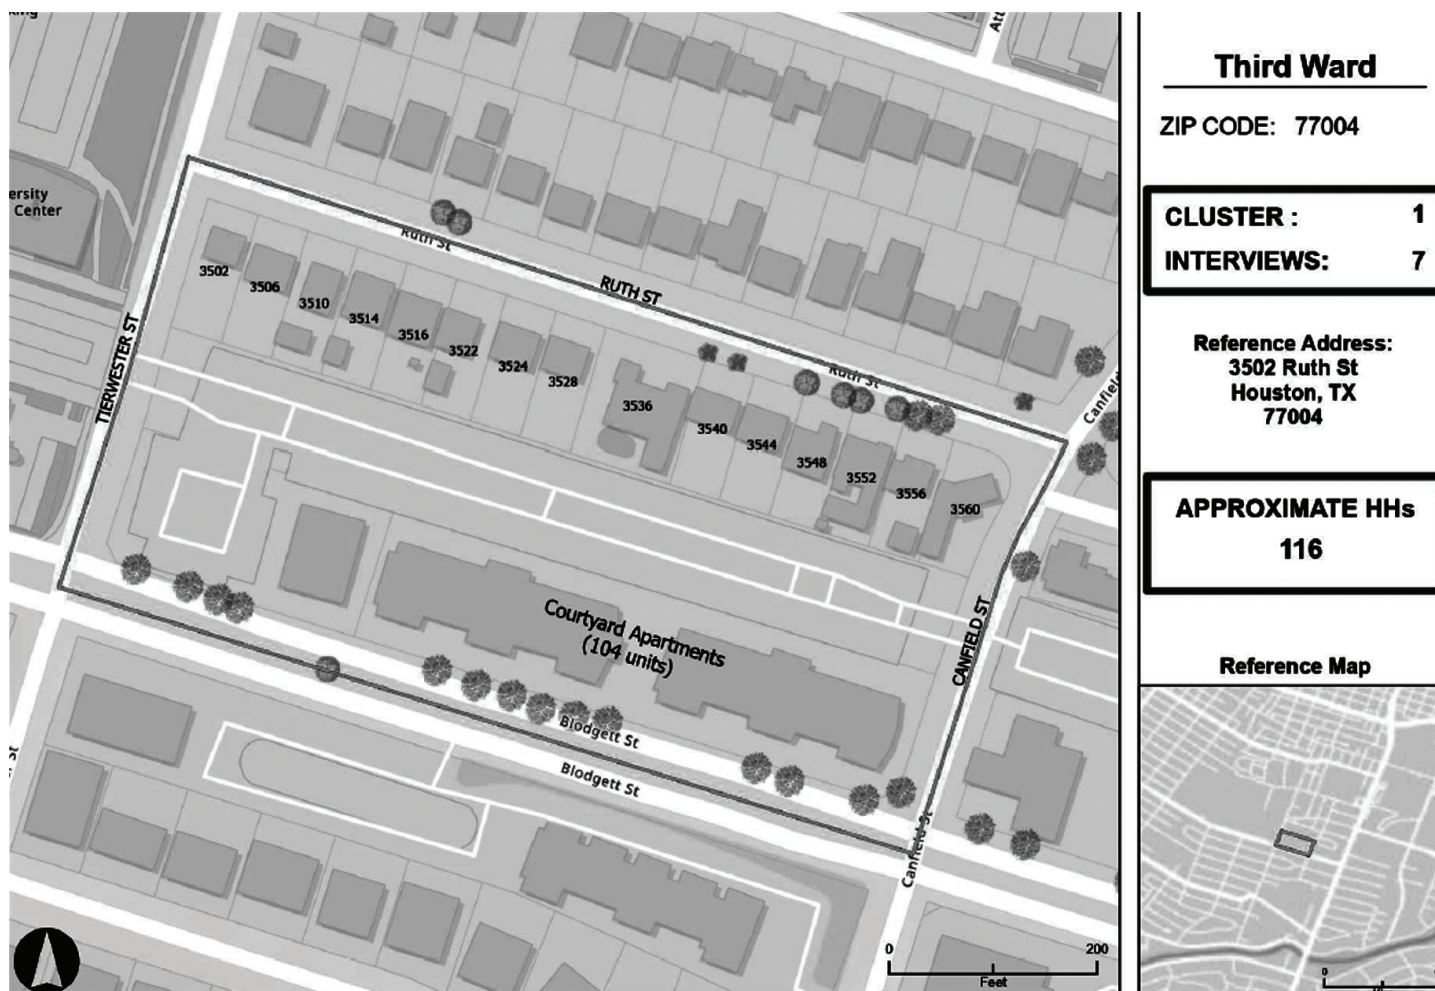 ersity
Center
Ruth St
RUTH ST
Ruth St
3502
3506
3510
3514
3516
3522
3524
3528
3536
3540
3544
3548
3552
3556
3560
TIERWESTER ST
Canfield
CANFIELD ST
Courtyard Apartments
(104 units)
Blodgett St
Blodgett St
Canfield St
St
0
200
Feet
Third Ward
ZIP CODE: 77004
CLUSTER : 1
INTERVIEWS: 7
Reference Address:
3502 Ruth St
Houston, TX
77004
APPROXIMATE HHs
116
Reference Map
0